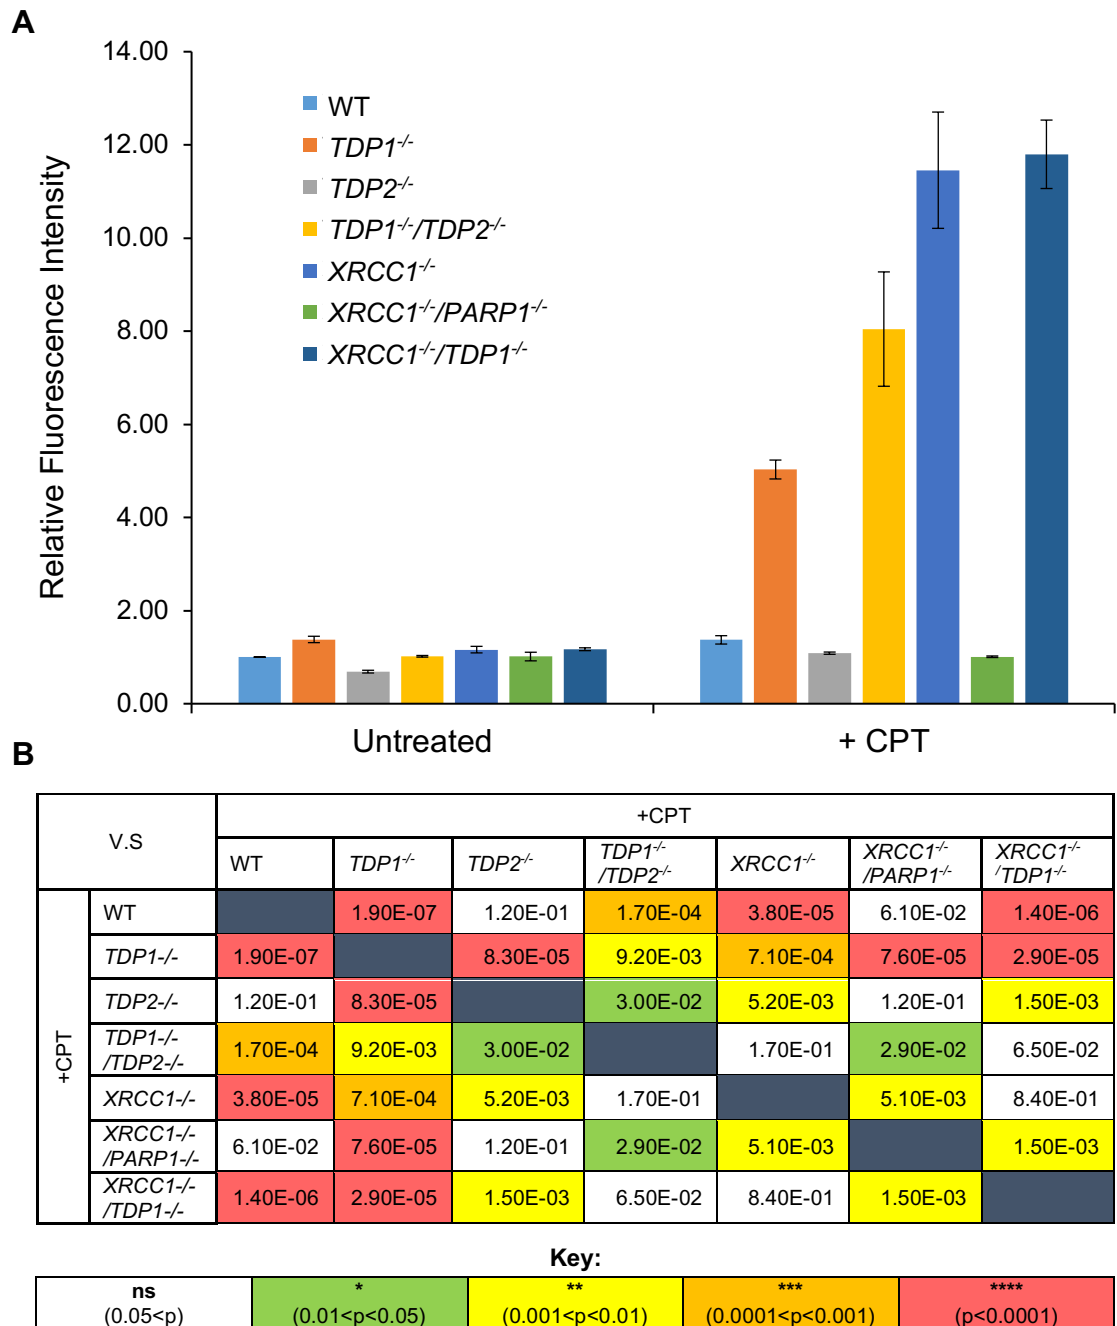 A
14.00
12.00
10.00
8.00
6.00
4.00
2.00
0.00
Relative Fluorescence Intensity
WT
TDP1-/-
TDP2-/-
TDP1-/-/TDP2-/-
XRCC1-/-
XRCC1-/-/PARP1-/-
XRCC1-/-/TDP1-/-
Untreated
+ CPT
B
V.S
+CPT
WT TDP1-/- TDP2-/- TDP1-/- /TDP2-/- XRCC1-/- XRCC1-/- /PARP1-/- XRCC1-/- /TDP1-/-
+CPT
WT 1.90E-07 1.20E-01 1.70E-04 3.80E-05 6.10E-02 1.40E-06
TDP1-/- 1.90E-07 8.30E-05 9.20E-03 7.10E-04 7.60E-05 2.90E-05
TDP2-/- 1.20E-01 8.30E-05 3.00E-02 5.20E-03 1.20E-01 1.50E-03
TDP1-/- /TDP2-/- 1.70E-04 9.20E-03 3.00E-02 1.70E-01 2.90E-02 6.50E-02
XRCC1-/- 3.80E-05 7.10E-04 5.20E-03 1.70E-01 5.10E-03 8.40E-01
XRCC1-/- /PARP1-/- 6.10E-02 7.60E-05 1.20E-01 2.90E-02 5.10E-03 1.50E-03
XRCC1-/- /TDP1-/- 1.40E-06 2.90E-05 1.50E-03 6.50E-02 8.40E-01 1.50E-03
Key:
ns * ** *** ****
(0.05<p) (0.01<p<0.05) (0.001<p<0.01) (0.0001<p<0.001) (p<0.0001)